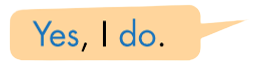 Yes, I do.